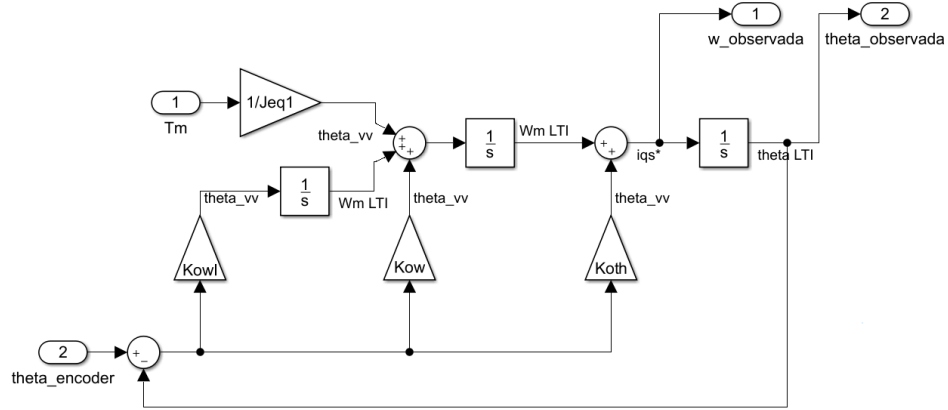 1
w_observada
2
theta_observada
1
Tm
1/Jeq1
theta_vv
+
+
+
1
s
Wm LTI
+
+
iqs*
1
s
theta LTI
theta_vv
1
s
Wm LTI
theta_vv
theta_vv
Kowl
Kow
Koth
2
theta_encoder
+
−